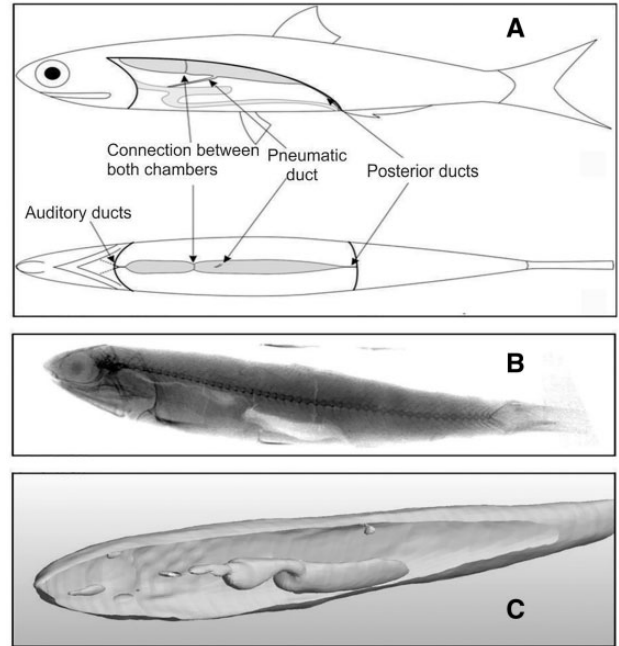 A
Connection between
both chambers
Pneumatic
duct
Posterior ducts
Auditory ducts
B
C